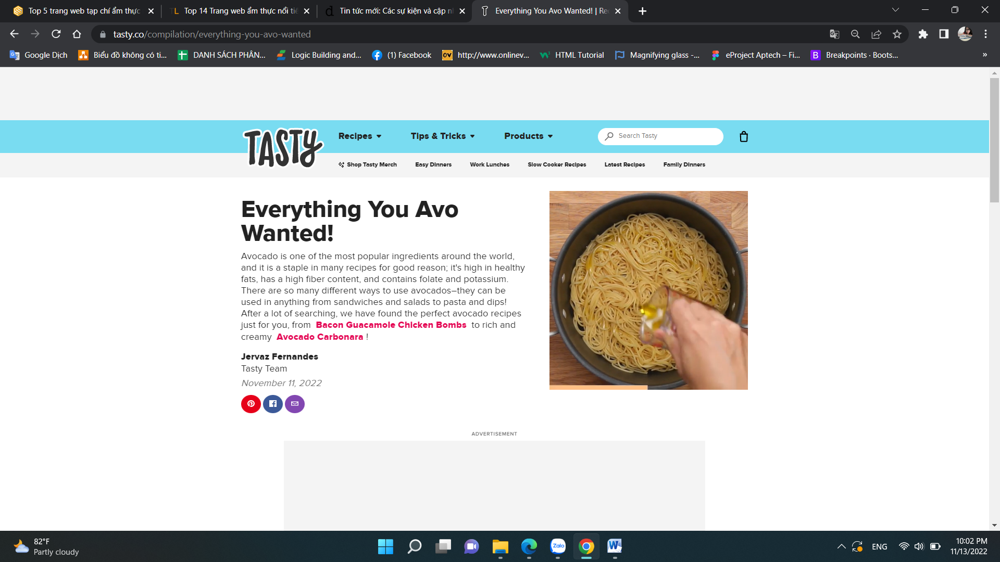 Top 5 trang web tạp chí ẩm thực
TL Top 14 Trang web ẩm thực nổi tiế
d Tin tức mới: Các sự kiện và cập nh
Everything You Avo Wanted! | Rec
tasty.co/compilation/everything-you-avo-wanted
Google Dịch
Biểu đồ không có ti...
DANH SÁCH PHÂN...
Logic Building and...
(1) Facebook
OV http://www.onlinev...
HTML Tutorial
Magnifying glass -...
eProject Aptech – Fi...
B Breakpoints · Boots...
»
TASTY
Recipes
Tips & Tricks
Products
Search Tasty
Shop Tasty Merch
Easy Dinners
Work Lunches
Slow Cooker Recipes
Latest Recipes
Family Dinners
Everything You Avo
Wanted!
Avocado is one of the most popular ingredients around the world,
and it is a staple in many recipes for good reason; it's high in healthy
fats, has a high fiber content, and contains folate and potassium.
There are so many different ways to use avocados–they can be
used in anything from sandwiches and salads to pasta and dips!
After a lot of searching, we have found the perfect avocado recipes
just for you, from Bacon Guacamole Chicken Bombs to rich and
creamy Avocado Carbonara !
Jervaz Fernandes
Tasty Team
November 11, 2022
ADVERTISEMENT
82°F
Partly cloudy
Zalo
W
ENG
10:02 PM
11/13/2022